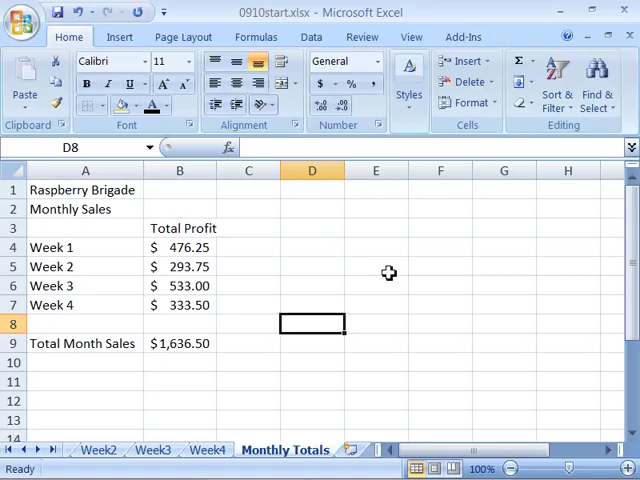 0910start.xlsx - Microsoft Excel
Home Insert Page Layout Formulas Data Review View Add-Ins
Paste
Clipboard
Calibri 11
B I U
A A
A
Font
Alignment
General
$ % ,
Number
Styles
Insert
Delete
Format
Cells
Σ
Sort & Filter
Find & Select
Editing
D8 fx
A B C D E F G H
1 Raspberry Brigade
2 Monthly Sales
3 Total Profit
4 Week 1 $ 476.25
5 Week 2 $ 293.75
6 Week 3 $ 533.00
7 Week 4 $ 333.50
8
9 Total Month Sales $1,636.50
10
11
12
13
14
Week2 Week3 Week4 Monthly Totals
Ready 100%